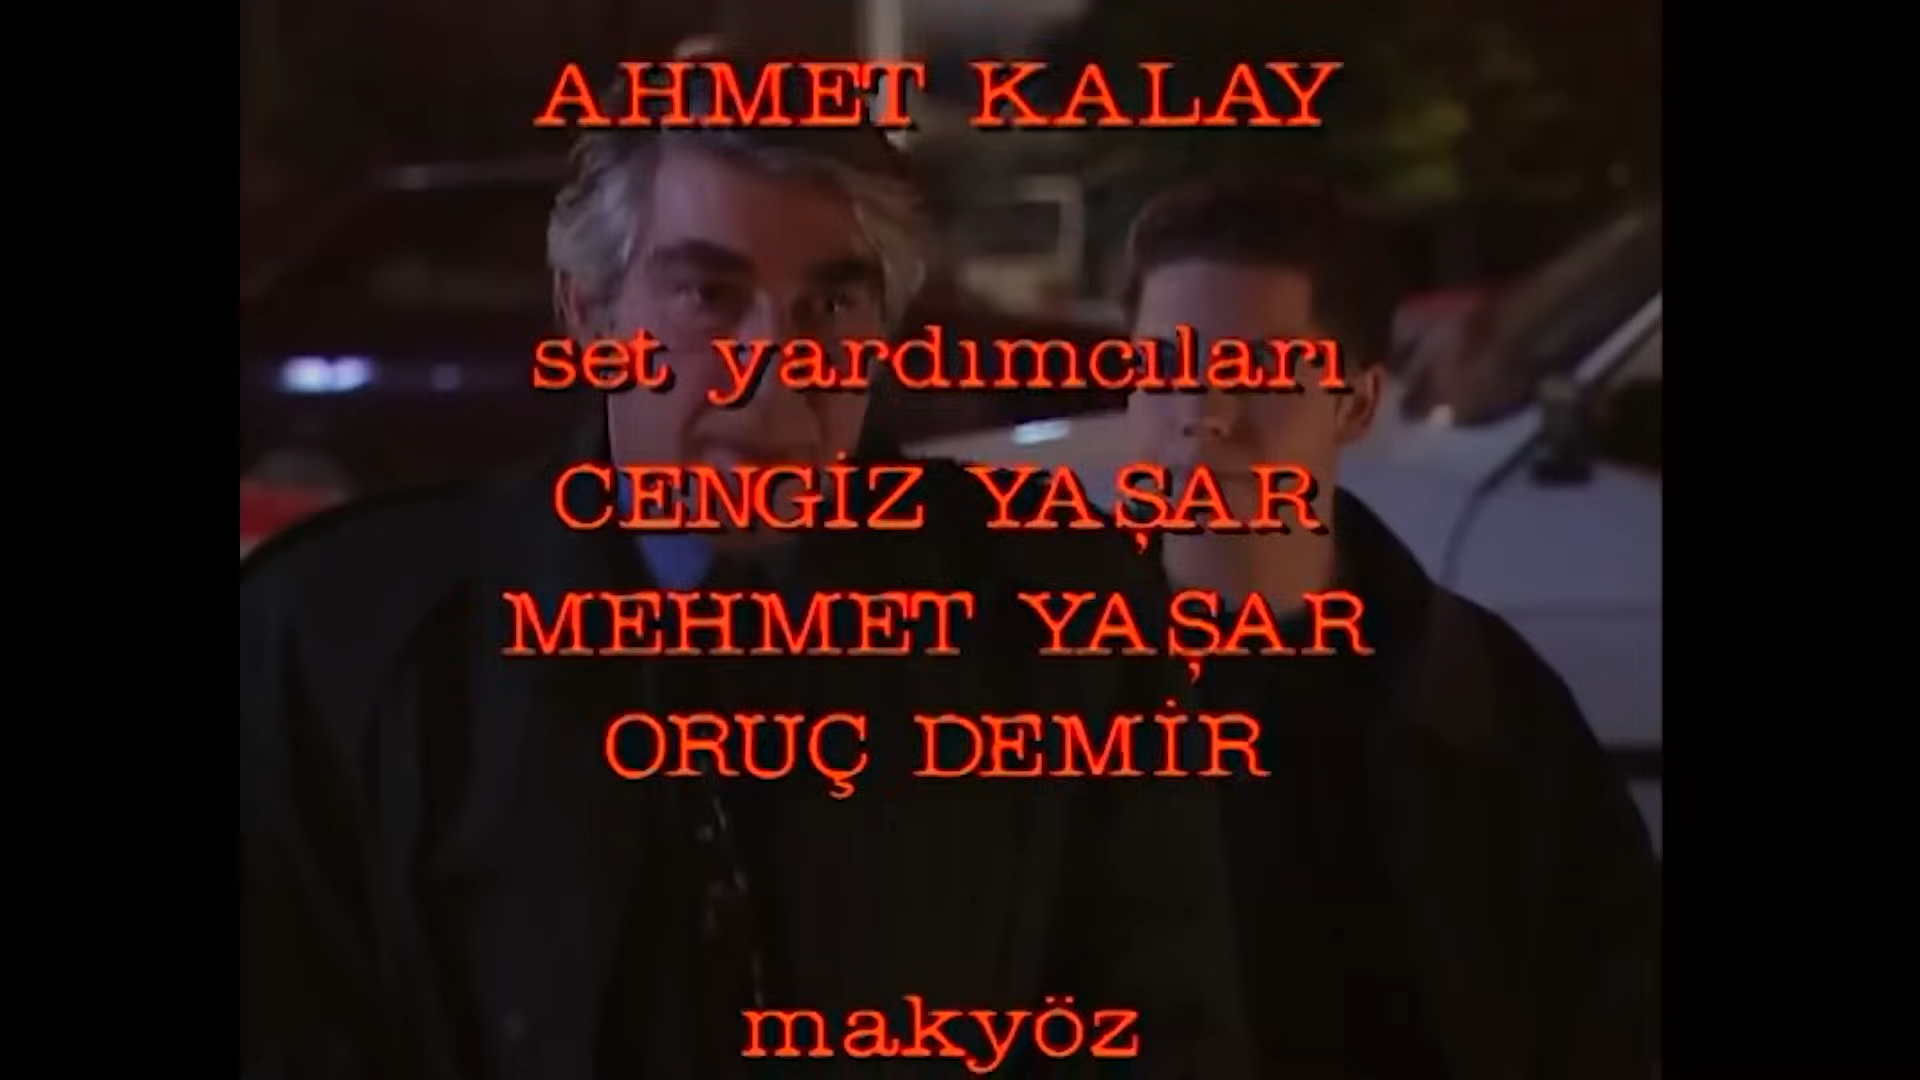 AHMET KALAY
set yardımcıları
CENGİZ YAŞAR
MEHMET YAŞAR
ORUÇ DEMİR
makyöz